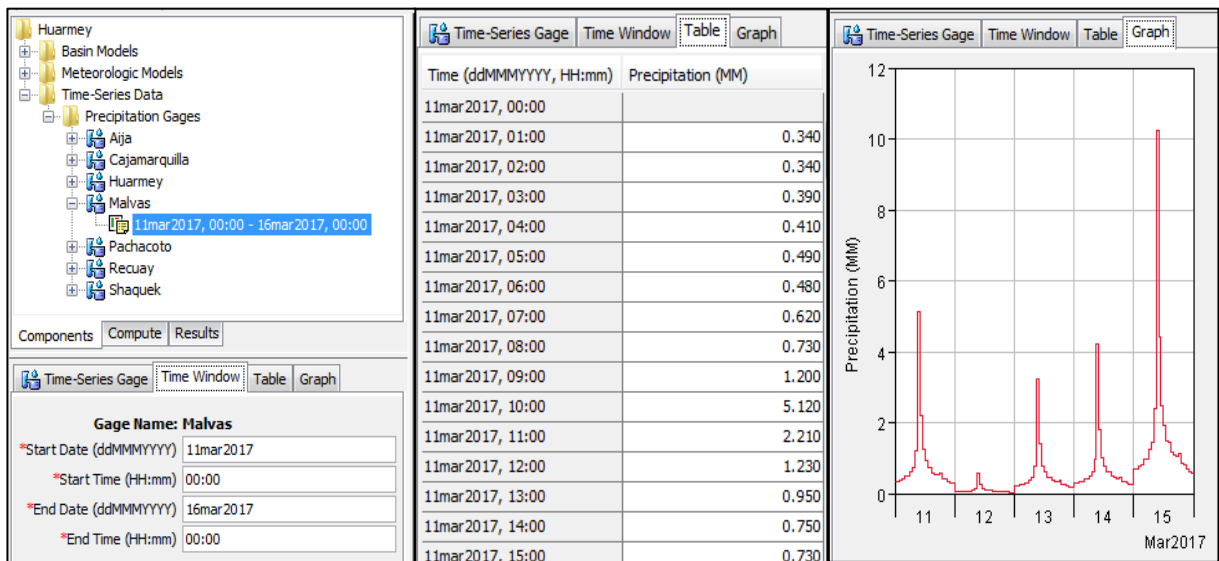 Huarmey
Basin Models
Meteorologic Models
Time-Series Data
Precipitation Gages
Aija
Cajamarquilla
Huarmey
Malvas
11mar2017, 00:00 - 16mar2017, 00:00
Pachacoto
Recuay
Shaquek
Components Compute Results
Time-Series Gage Time Window Table Graph
Gage Name: Malvas
*Start Date (ddMMMYYYY) 11mar2017
*Start Time (HH:mm) 00:00
*End Date (ddMMMYYYY) 16mar2017
*End Time (HH:mm) 00:00
Time-Series Gage Time Window Table Graph
Time (ddMMMYYYY, HH:mm) Precipitation (MM)
11mar2017, 00:00
11mar2017, 01:00 0.340
11mar2017, 02:00 0.340
11mar2017, 03:00 0.390
11mar2017, 04:00 0.410
11mar2017, 05:00 0.490
11mar2017, 06:00 0.480
11mar2017, 07:00 0.620
11mar2017, 08:00 0.730
11mar2017, 09:00 1.200
11mar2017, 10:00 5.120
11mar2017, 11:00 2.210
11mar2017, 12:00 1.230
11mar2017, 13:00 0.950
11mar2017, 14:00 0.750
11mar2017, 15:00 0.730
Time-Series Gage Time Window Table Graph
Precipitation (MM)
12
10
8
6
4
2
0
11 12 13 14 15
Mar2017